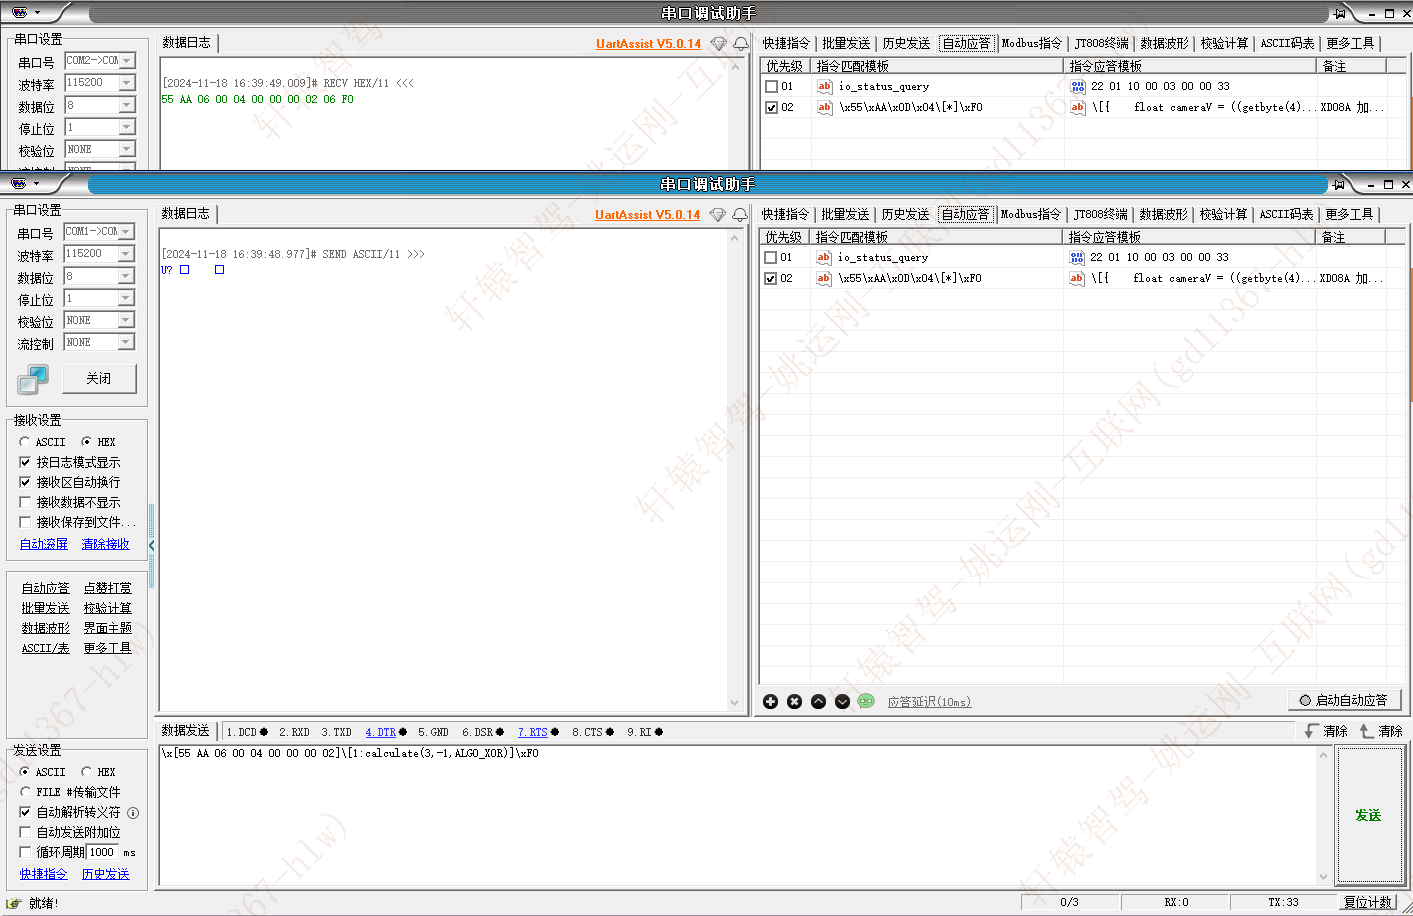 串口调试助手
串口设置
串口号 COM2->COM
波特率 115200
数据位 8
停止位 1
校验位 NONE
数据日志
UartAssist V5.0.14
[2024-11-18 16:39:49.009]# RECV HEX/11 <<<
55 AA 06 00 04 00 00 00 02 06 F0
快捷指令 批量发送 历史发送 自动应答 Modbus指令 JT808终端 数据波形 校验计算 ASCII码表 更多工具
优先级 指令匹配模板 指令应答模板 备注
01 io_status_query 22 01 10 00 03 00 00 33
02 \x55\xAA\x0D\x04\[*]\xF0 \[{ float cameraV = ((getbyte(4)... XD08A 加...
串口调试助手
串口设置
串口号 COM1->COM
波特率 115200
数据位 8
停止位 1
校验位 NONE
流控制 NONE
关闭
接收设置
ASCII HEX
按日志模式显示
接收区自动换行
接收数据不显示
接收保存到文件...
自动滚屏 清除接收
自动应答 点赞打赏
批量发送 校验计算
数据波形 界面主题
ASCII/表 更多工具
发送设置
ASCII HEX
FILE #传输文件
自动解析转义符
自动发送附加位
循环周期 1000 ms
快捷指令 历史发送
数据日志
UartAssist V5.0.14
[2024-11-18 16:39:48.977]# SEND ASCII/11 >>>
U? □ □
快捷指令 批量发送 历史发送 自动应答 Modbus指令 JT808终端 数据波形 校验计算 ASCII码表 更多工具
优先级 指令匹配模板 指令应答模板 备注
01 io_status_query 22 01 10 00 03 00 00 33
02 \x55\xAA\x0D\x04\[*]\xF0 \[{ float cameraV = ((getbyte(4)... XD08A 加...
应答延迟(10ms)
启动自动应答
数据发送 1.DCD 2.RXD 3.TXD 4.DTR 5.GND 6.DSR 7.RTS 8.CTS 9.RI
清除 清除
\x[55 AA 06 00 04 00 00 00 02]\[1:calculate(3,-1,ALGO_XOR)]\xF0
发送
就绪! 0/3 RX:0 TX:33 复位计数
轩辕智驾-姚运刚-互联网(gd11367-hlw)